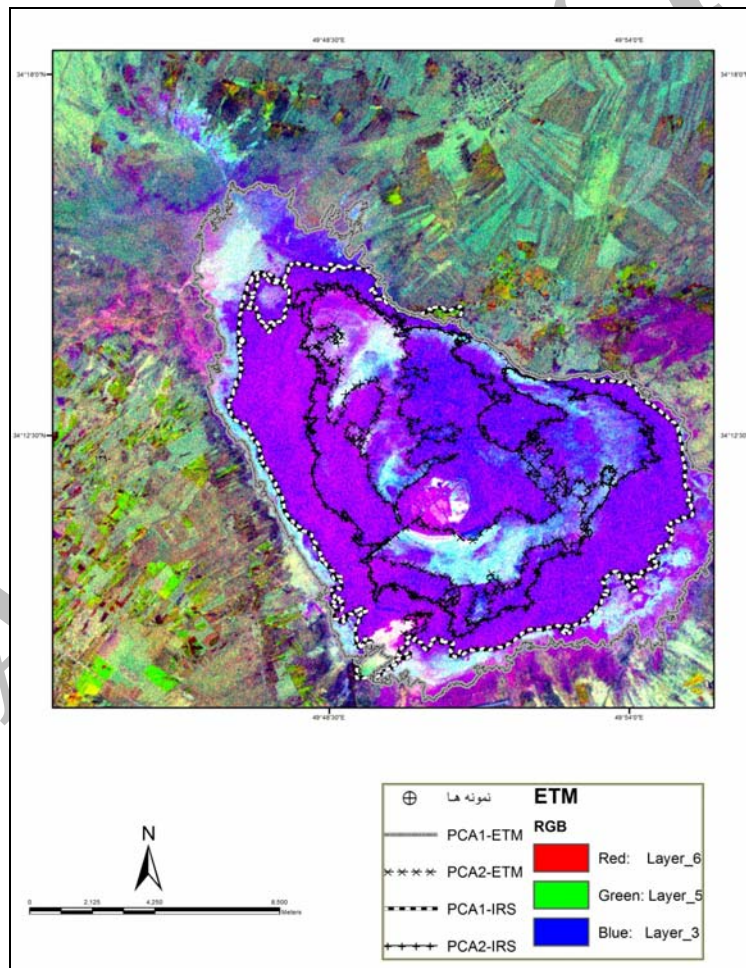 49°48'30"E 49°54'0"E
34°18'0"N 34°18'0"N
34°12'30"N 34°12'30"N
49°48'30"E 49°54'0"E
N
0 2,125 4,250 8,500
Meters
نمونه ها
PCA1-ETM
PCA2-ETM
PCA1-IRS
PCA2-IRS
ETM
RGB
Red: Layer_6
Green: Layer_5
Blue: Layer_3